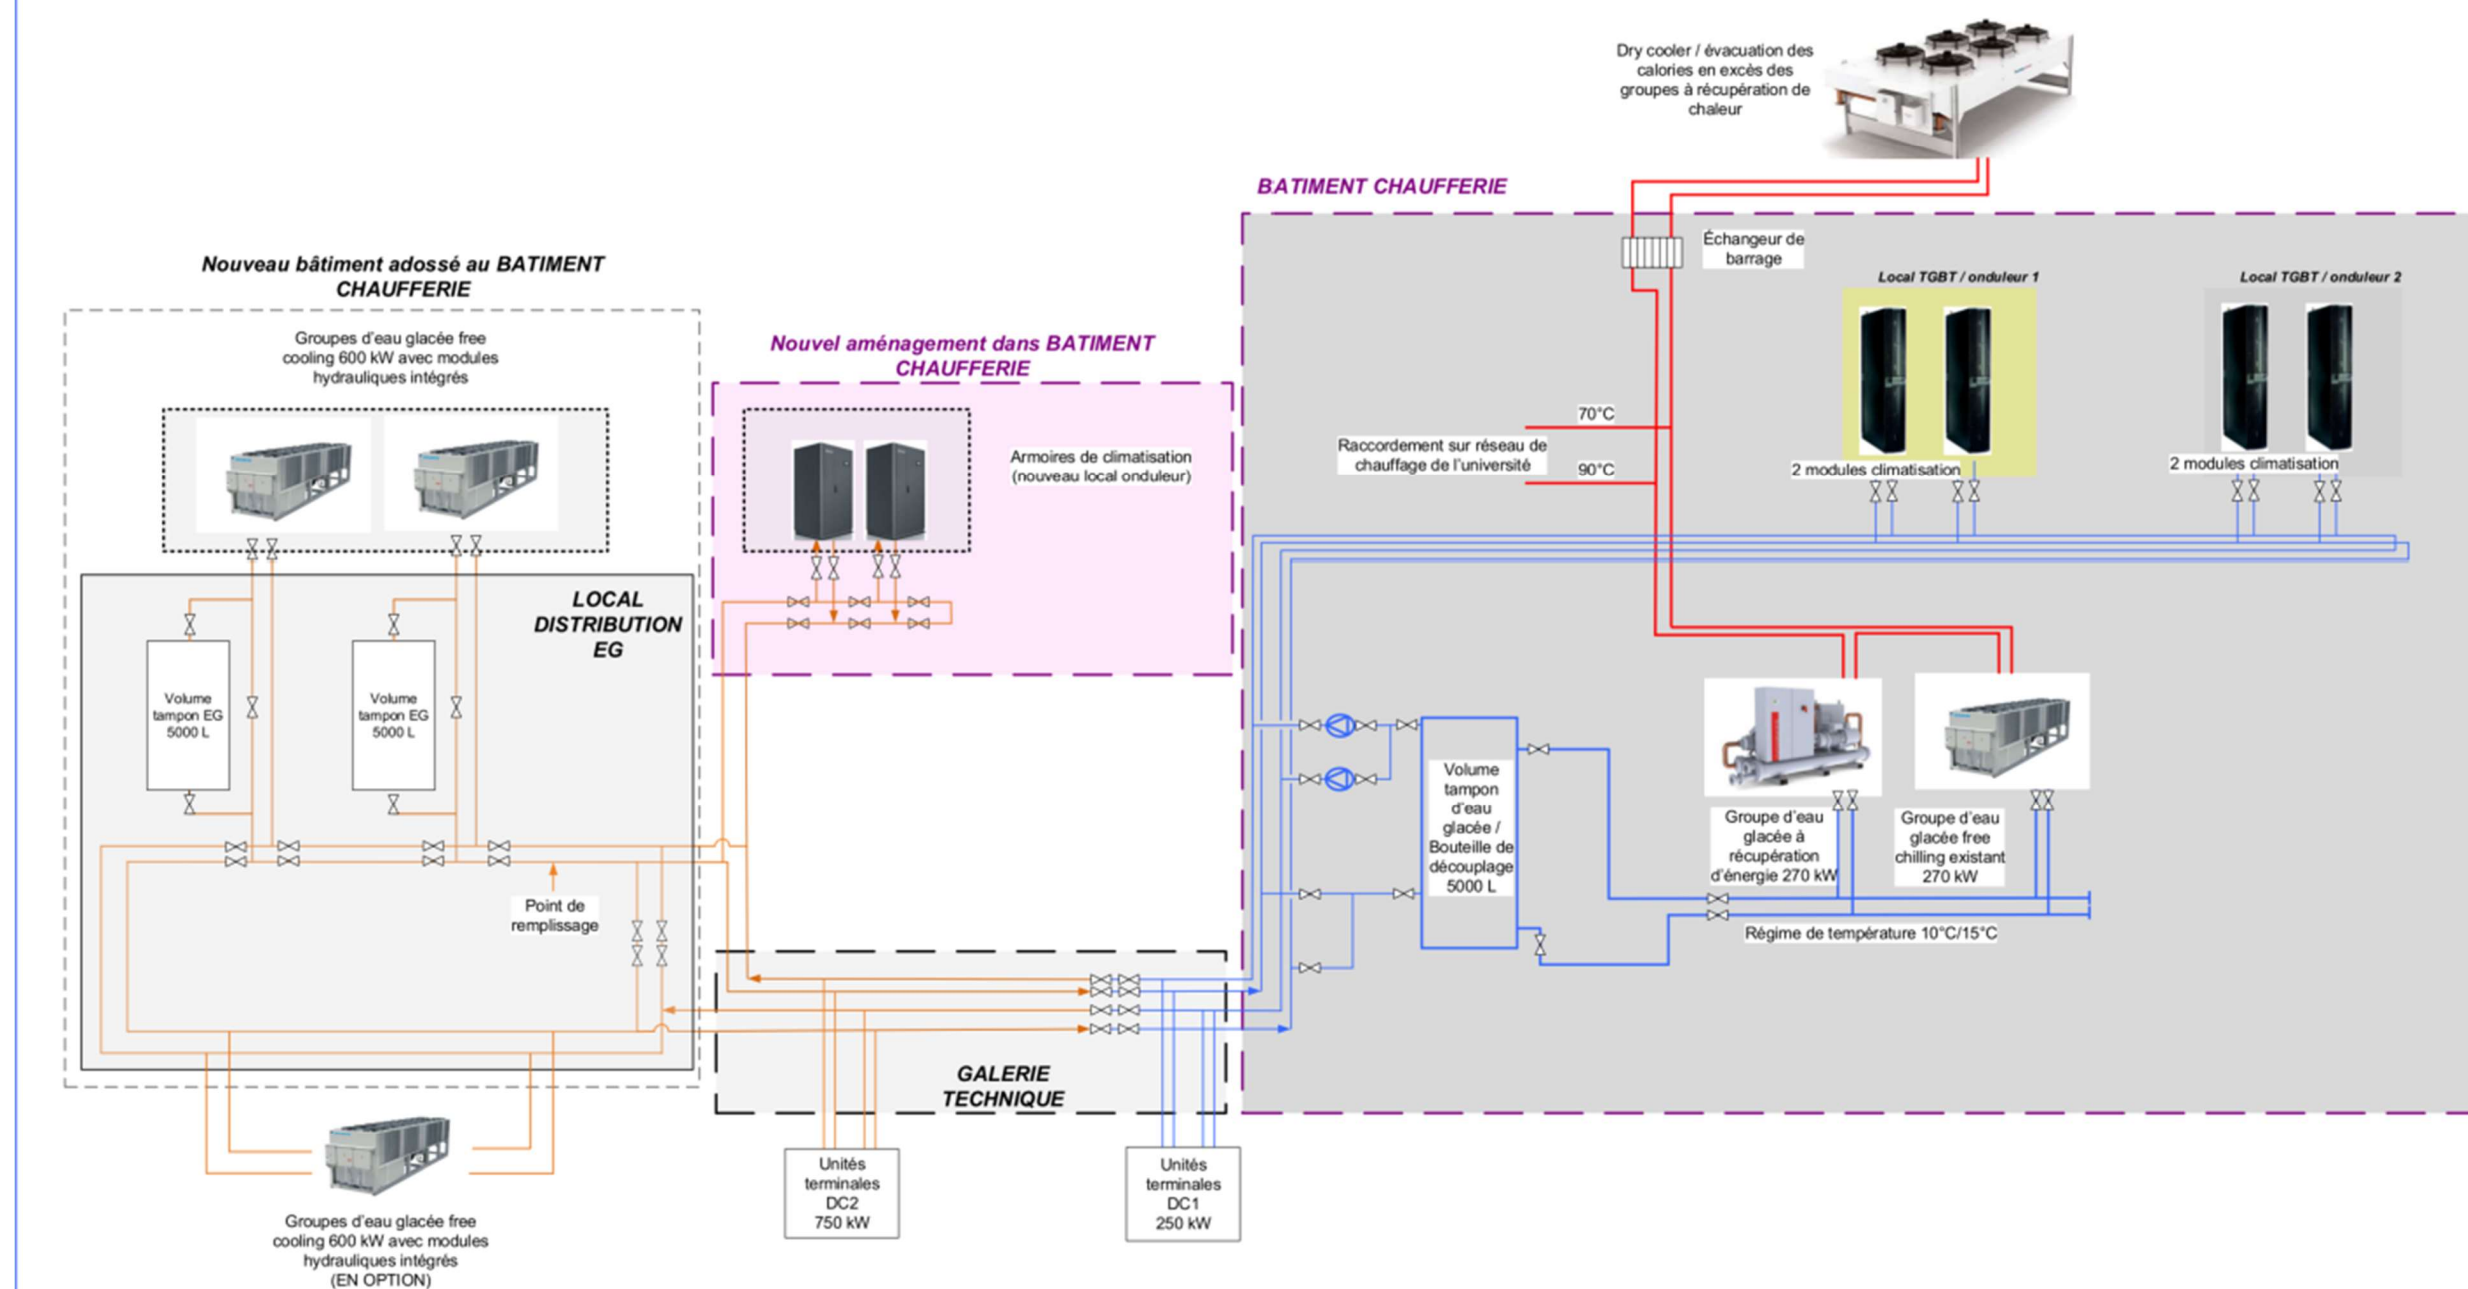 Dry cooler / évacuation des
calories en excès des
groupes à récupération de
chaleur
BATIMENT CHAUFFERIE
Échangeur de
barrage
Local TGBT / onduleur 1
Local TGBT / onduleur 2
Nouveau bâtiment adossé au BATIMENT
CHAUFFERIE
Groupes d'eau glacée free
cooling 600 kW avec modules
hydrauliques intégrés
Nouvel aménagement dans BATIMENT
CHAUFFERIE
Armoires de climatisation
(nouveau local onduleur)
70°C
Raccordement sur réseau de
chauffage de l'université
90°C
2 modules climatisation
2 modules climatisation
LOCAL
DISTRIBUTION
EG
Volume
tampon EG
5000 L
Volume
tampon EG
5000 L
Point de
remplissage
Volume
tampon
d'eau
glacée /
Bouteille de
découplage
5000 L
Groupe d'eau
glacée à
récupération
d'énergie 270 kW
Groupe d'eau
glacée free
chilling existant
270 kW
Régime de température 10°C/15°C
GALERIE
TECHNIQUE
Unités
terminales
DC2
750 kW
Unités
terminales
DC1
250 kW
Groupes d'eau glacée free
cooling 600 kW avec modules
hydrauliques intégrés
(EN OPTION)